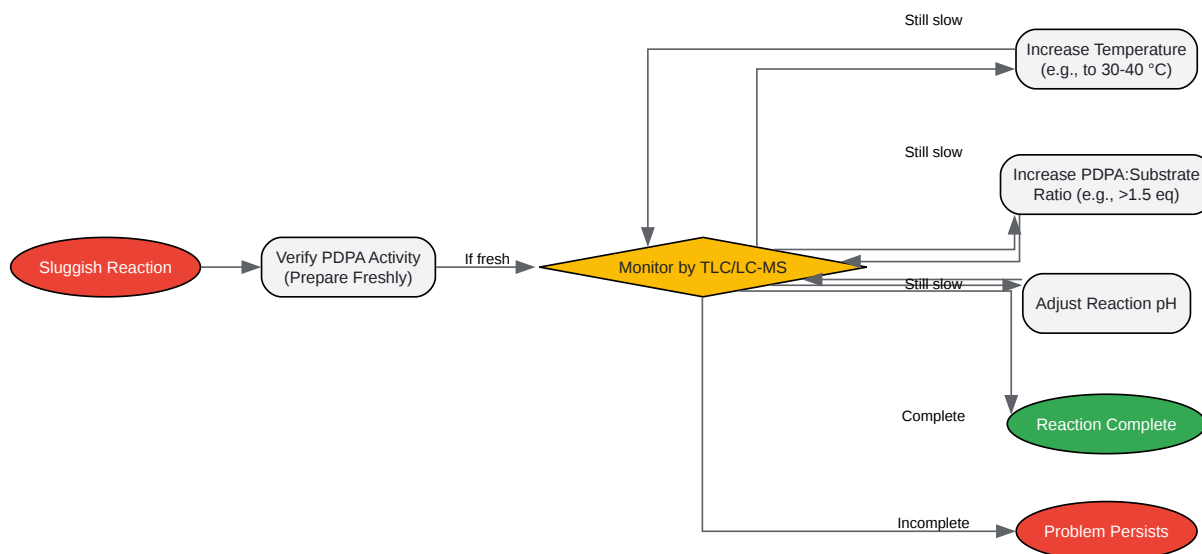 Still slow
Increase Temperature
(e.g., to 30-40 °C)
Still slow
Increase PDPA:Substrate
Ratio (e.g., >1.5 eq)
Sluggish Reaction
Verify PDPA Activity
(Prepare Freshly)
If fresh
Monitor by TLC/LC-MS
Still slow
Adjust Reaction pH
Complete
Reaction Complete
Incomplete
Problem Persists